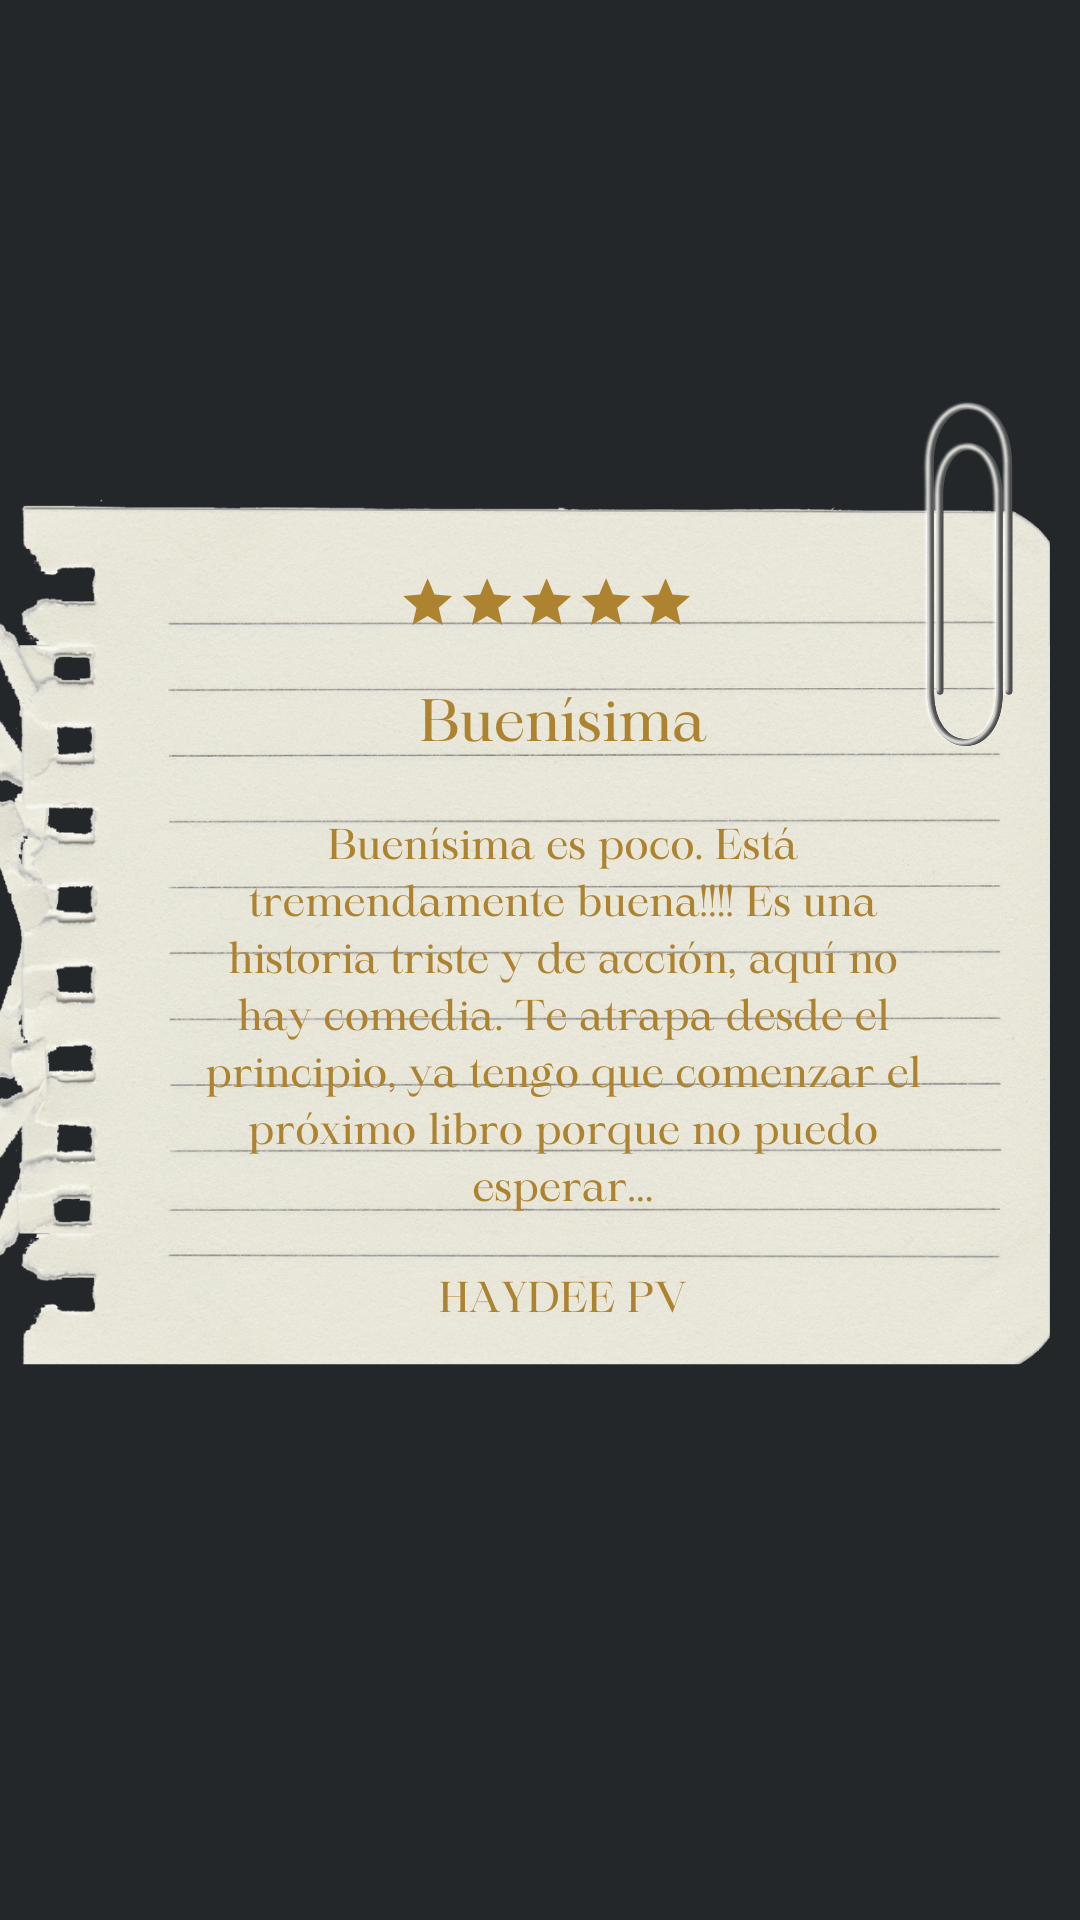 Buenísima
Buenísima es poco. Está
tremendamente buena!!!! Es una
historia triste y de acción, aquí no
hay comedia. Te atrapa desde el
principio, ya tengo que comenzar el
próximo libro porque no puedo
esperar...
HAYDEE PV